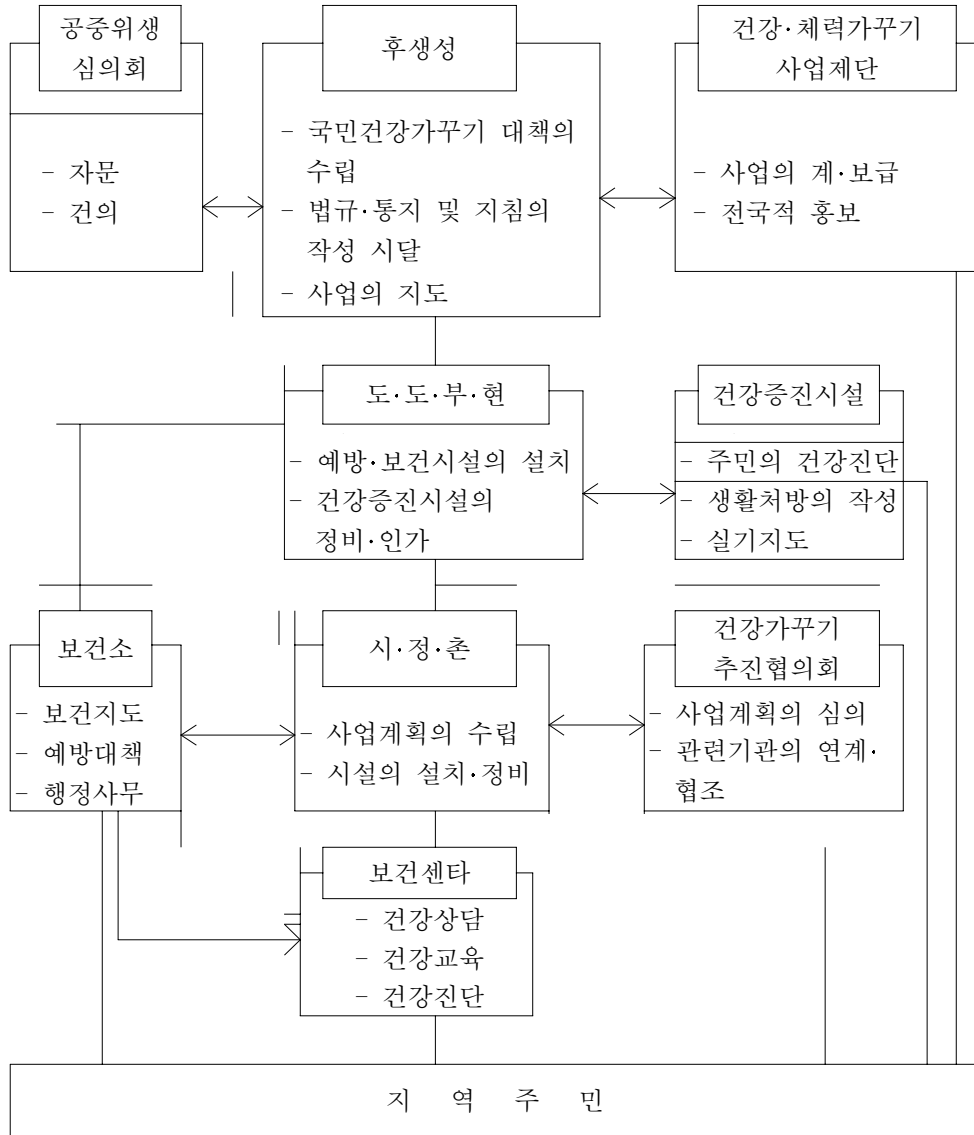 공중위생
심의회
- 자문
- 건의
후생성
- 국민건강가꾸기 대책의
수립
- 법규·통지 및 지침의
작성 시달
- 사업의 지도
건강·체력가꾸기
사업제단
- 사업의 계·보급
- 전국적 홍보
도·도·부·현
- 예방·보건시설의 설치
- 건강증진시설의
정비·인가
건강증진시설
- 주민의 건강진단
- 생활처방의 작성
- 실기지도
보건소
- 보건지도
- 예방대책
- 행정사무
시·정·촌
- 사업계획의 수립
- 시설의 설치·정비
건강가꾸기
추진협의회
- 사업계획의 심의
- 관련기관의 연계·
협조
보건센타
- 건강상담
- 건강교육
- 건강진단
지 역 주 민